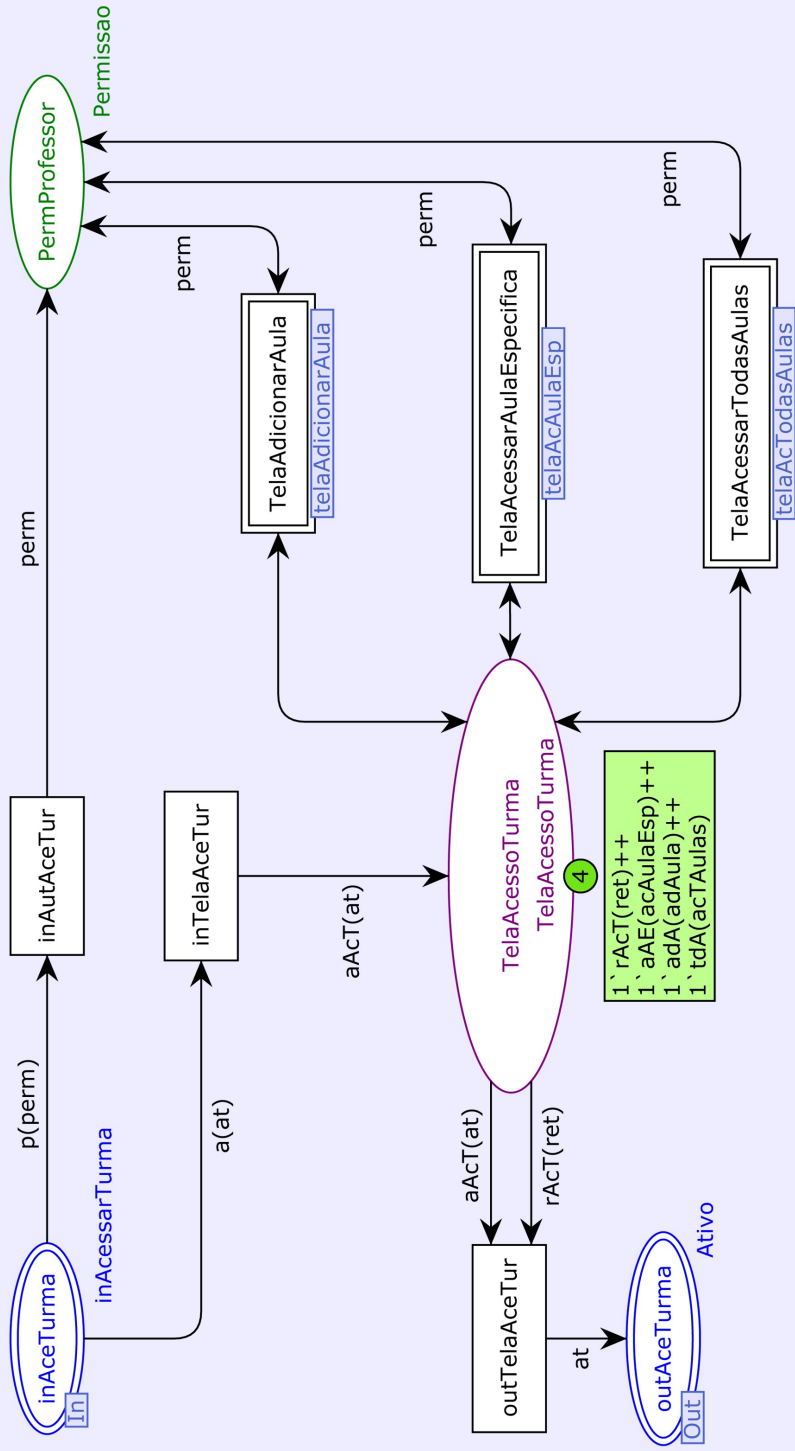 inAceTurma
In
inAcessarTurma
p(perm)
inAutAceTur
perm
PermProfessor
Permissao
a(at)
inTelaAceTur
aAcT(at)
perm
TelaAdicionarAula
telaAdicionarAula
perm
TelaAcessarAulaEspecifica
telaAcAulaEsp
perm
TelaAcessarTodasAulas
telaAcTodasAulas
TelaAcessoTurma
TelaAcessoTurma
4
1`rAcT(ret)++
1`aAE(acAulaEsp)++
1`adA(adAula)++
1`tdA(acTAulas)
aAcT(at)
rAcT(ret)
outTelaAceTur
at
outAceTurma
Out
Ativo